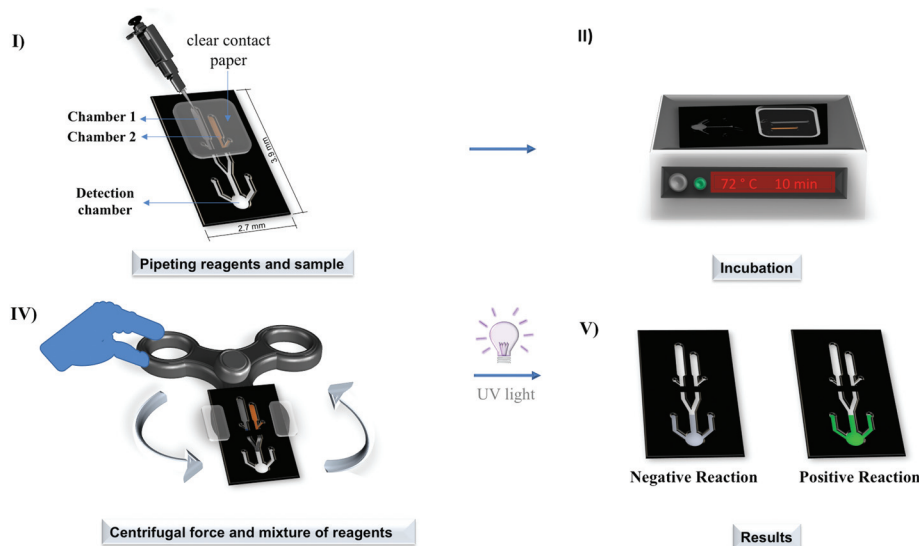 I)
clear contact
paper
Chamber 1
Chamber 2
3.9 mm
Detection
chamber
2.7 mm
Pipeting reagents and sample
II)
72 ° C 10 min
Incubation
IV)
Centrifugal force and mixture of reagents
UV light
V)
Negative Reaction
Positive Reaction
Results